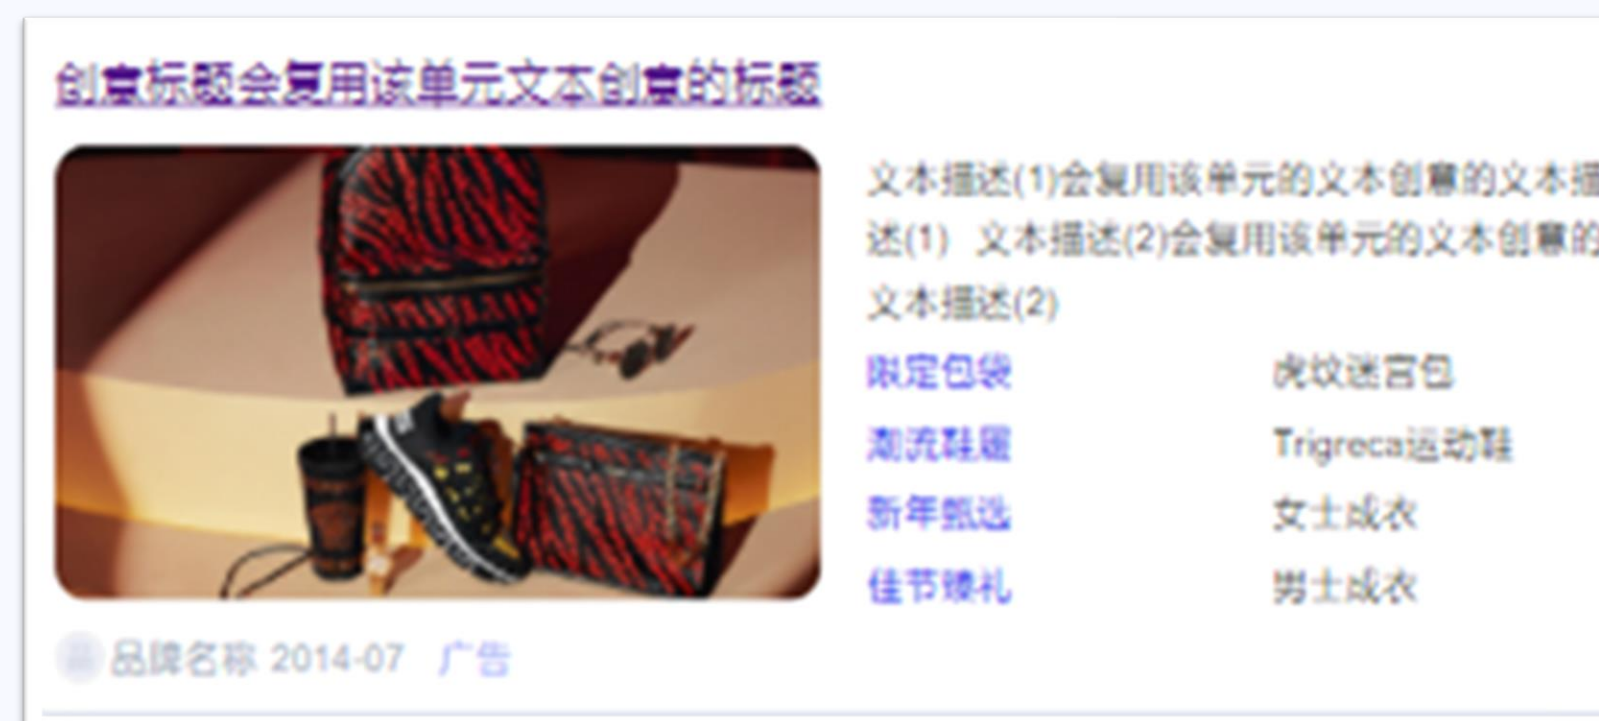 创意标题会复用该单元文本创意的标题
文本描述(1)会复用该单元的文本创意的文本描
述(1) 文本描述(2)会复用该单元的文本创意的
文本描述(2)
限定包袋 虎纹迷宫包
潮流鞋履 Trigreca运动鞋
新年甄选 女士成衣
佳节臻礼 男士成衣
品牌名称 2014-07 广告